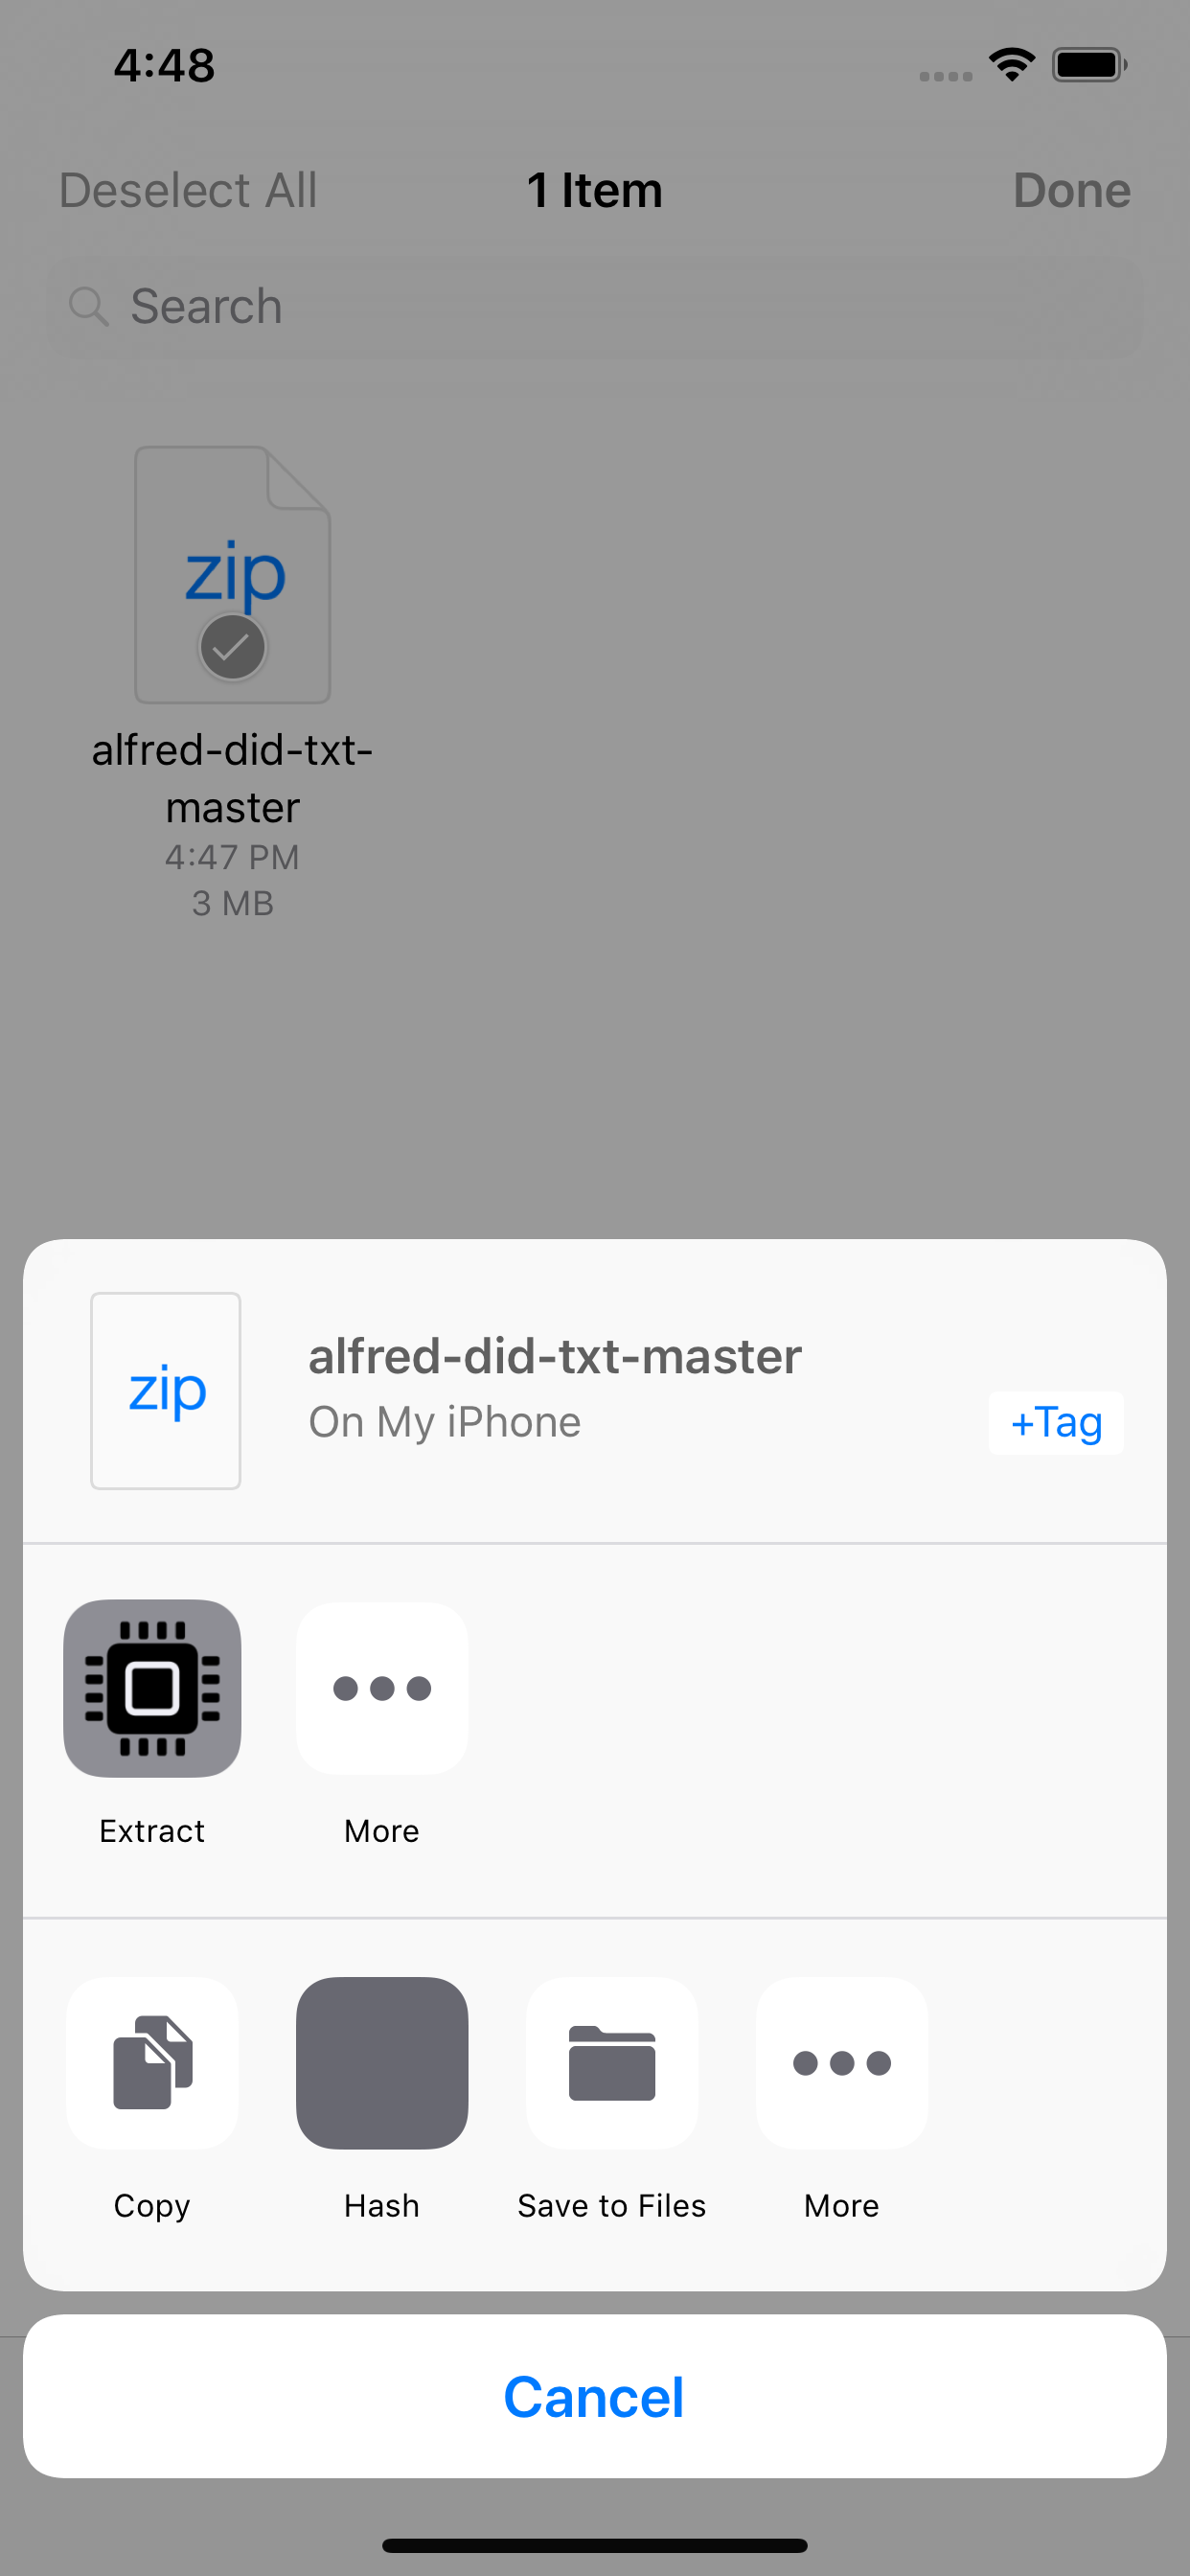 4:48
Deselect All 1 Item Done
Search
zip
alfred-did-txt-
master
4:47 PM
3 MB
zip
alfred-did-txt-master
On My iPhone
+Tag
Extract More
Copy Hash Save to Files More
Cancel